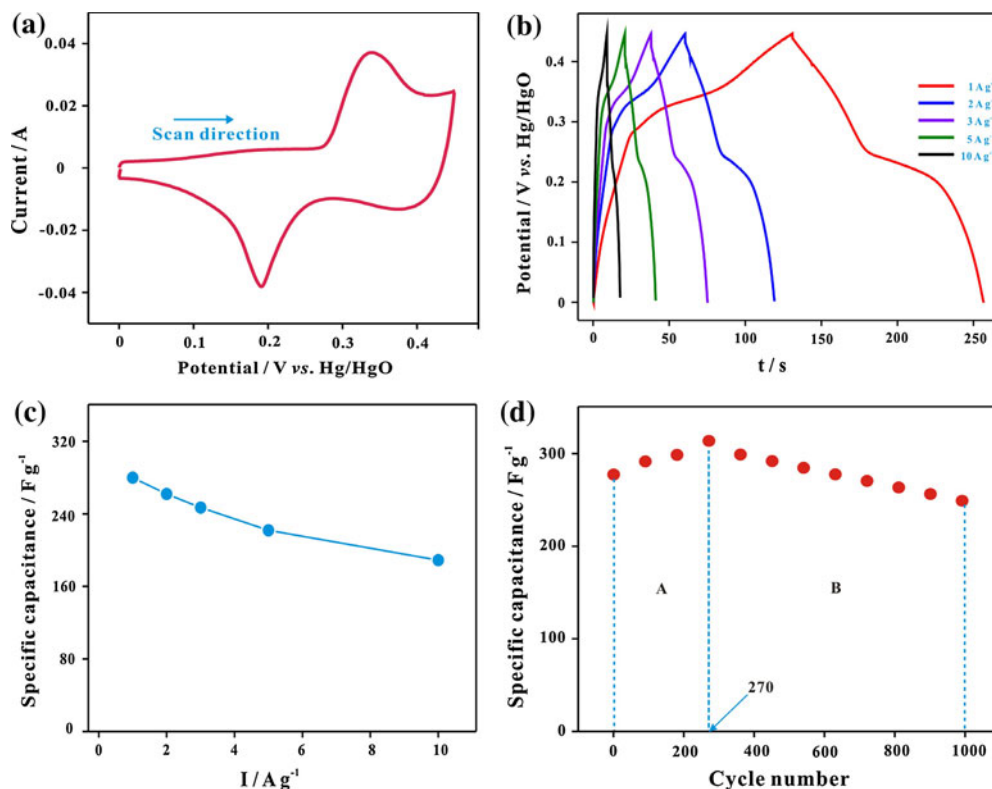 (a)
0.04
0.02
0
-0.02
-0.04
Current / A
Scan direction
0
0.1
0.2
0.3
0.4
Potential / V vs. Hg/HgO
(b)
0.4
0.3
0.2
0.1
0
Potential / V vs. Hg/HgO
1 Ag⁻
2 Ag⁻
3 Ag⁻
5 Ag⁻
10 Ag⁻
0
50
100
150
200
250
t / s
(c)
320
240
160
80
0
Specific capacitance / F g⁻¹
0
2
4
6
8
10
I / A g⁻¹
(d)
300
200
100
0
Specific capacitance / F g⁻¹
A
B
270
0
200
400
600
800
1000
Cycle number